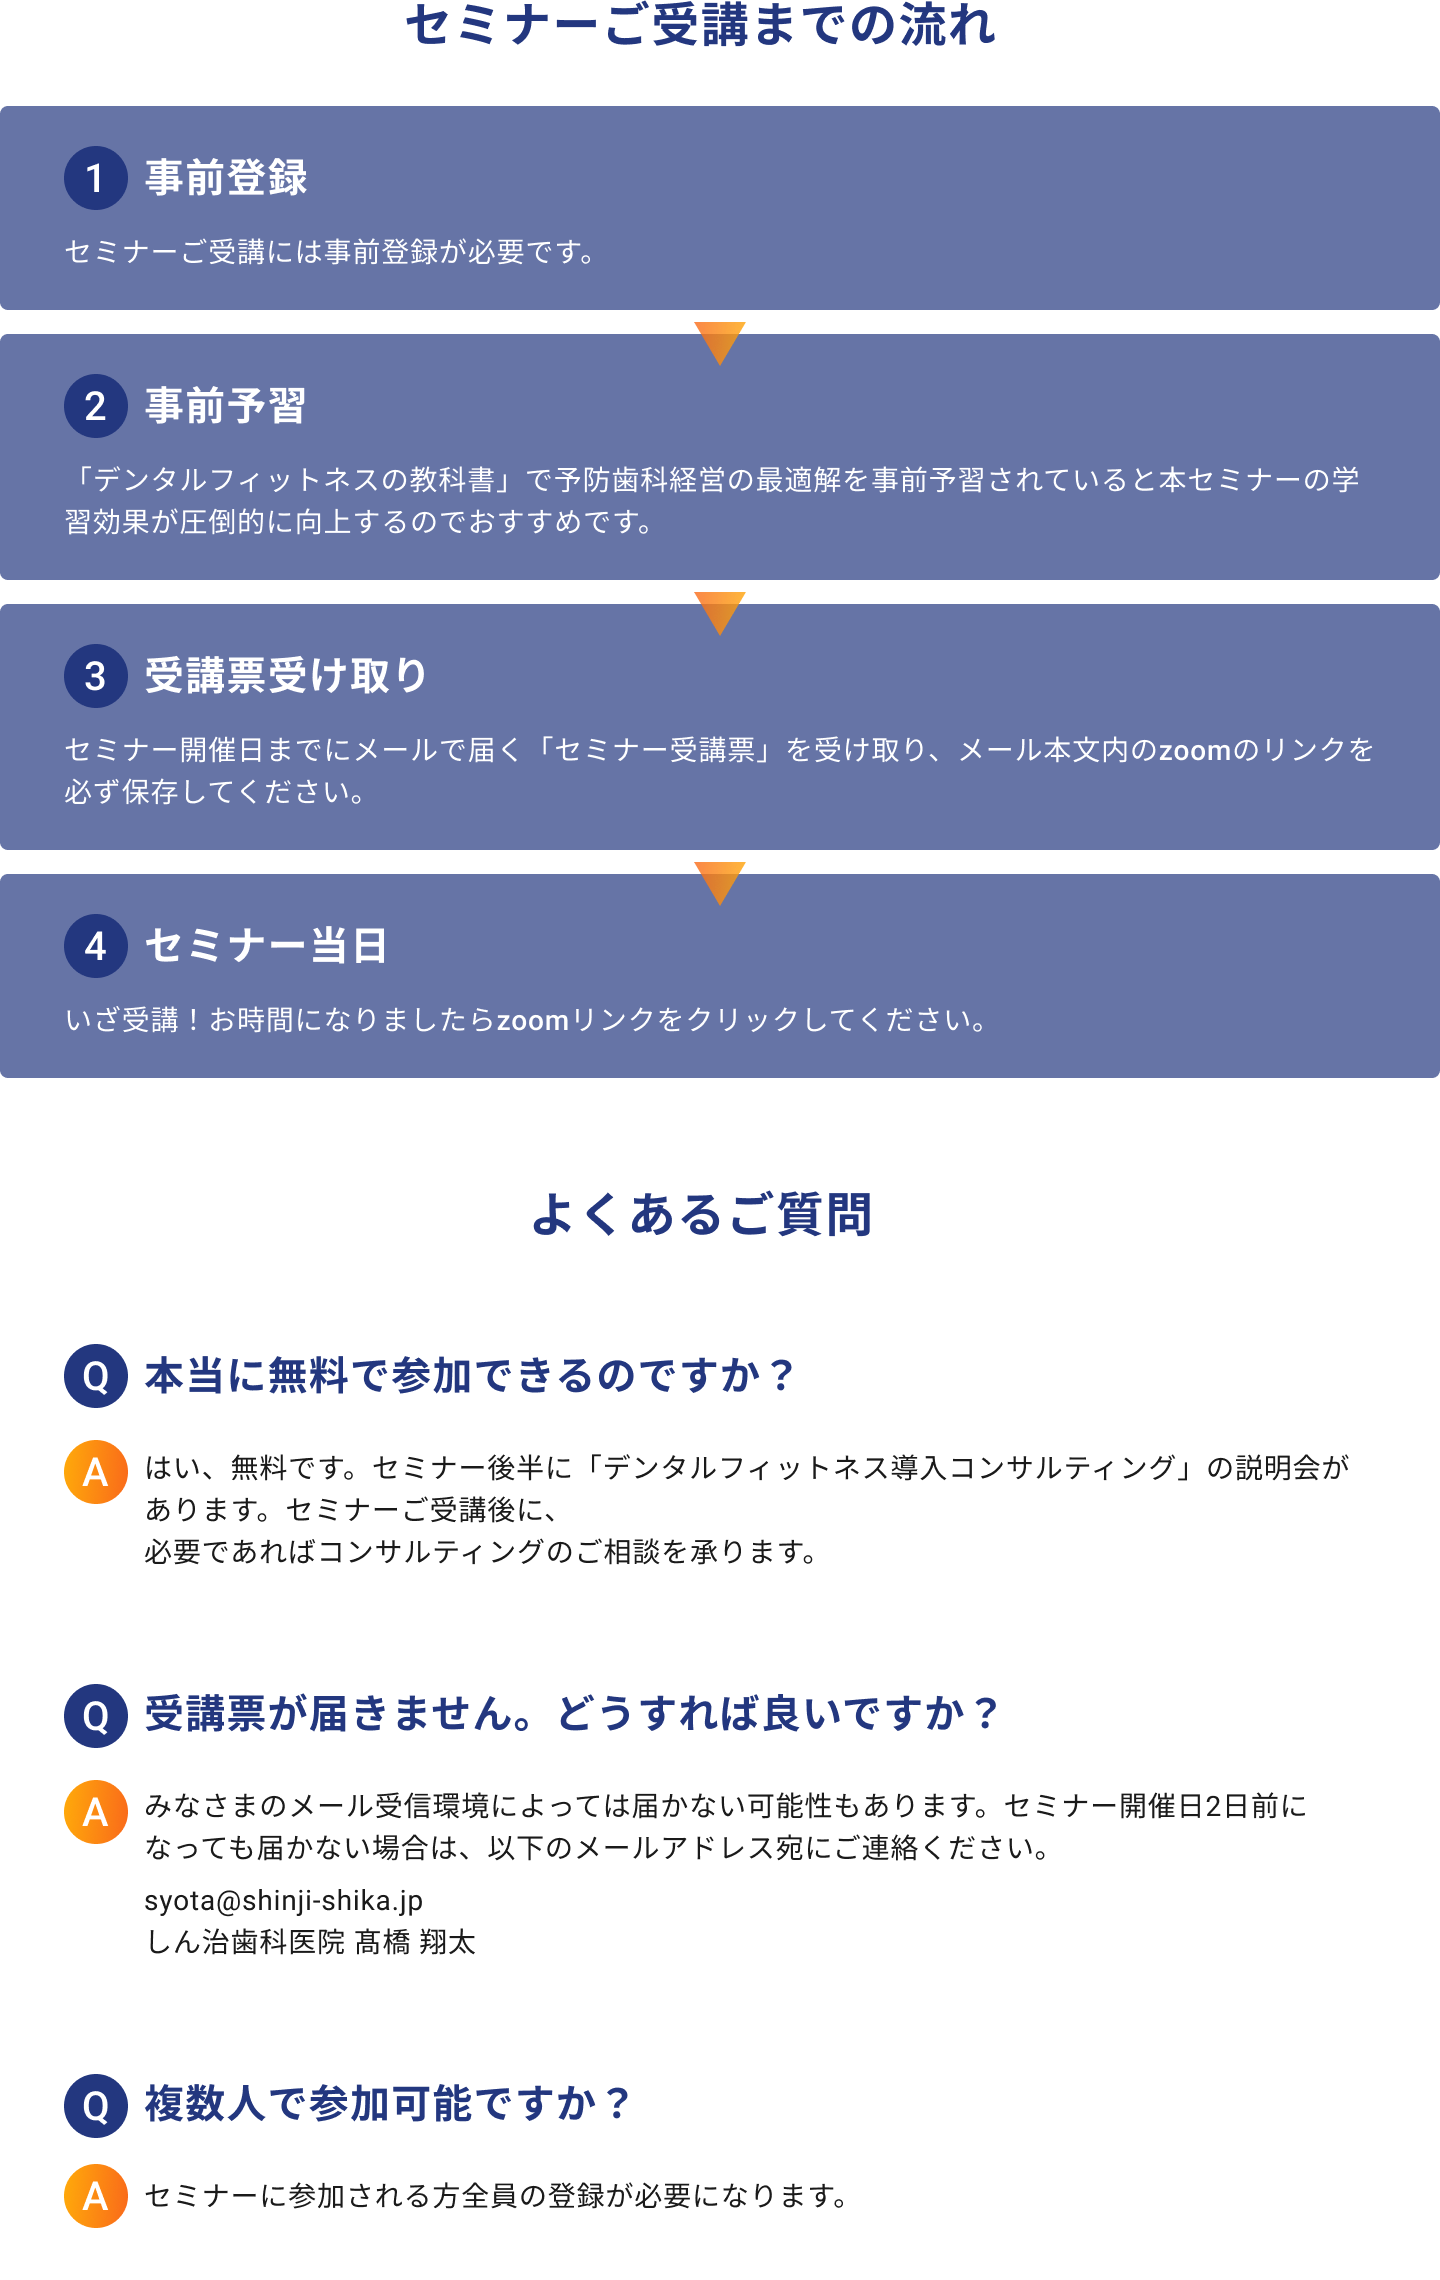 セミナーご受講までの流れ
1 事前登録
セミナーご受講には事前登録が必要です。
2 事前予習
「デンタルフィットネスの教科書」で予防歯科経営の最適解を事前予習されていると本セミナーの学
習効果が圧倒的に向上するのでおすすめです。
3 受講票受け取り
セミナー開催日までにメールで届く「セミナー受講票」を受け取り、メール本文内のzoomのリンクを
必ず保存してください。
4 セミナー当日
いざ受講！お時間になりましたらzoomリンクをクリックしてください。
よくあるご質問
Q 本当に無料で参加できるのですか？
A はい、無料です。セミナー後半に「デンタルフィットネス導入コンサルティング」の説明会が
あります。セミナーご受講後に、
必要であればコンサルティングのご相談を承ります。
Q 受講票が届きません。どうすれば良いですか？
A みなさまのメール受信環境によっては届かない可能性もあります。セミナー開催日2日前に
なっても届かない場合は、以下のメールアドレス宛にご連絡ください。
syota@shinji-shika.jp
しん治歯科医院 髙橋 翔太
Q 複数人で参加可能ですか？
A セミナーに参加される方全員の登録が必要になります。